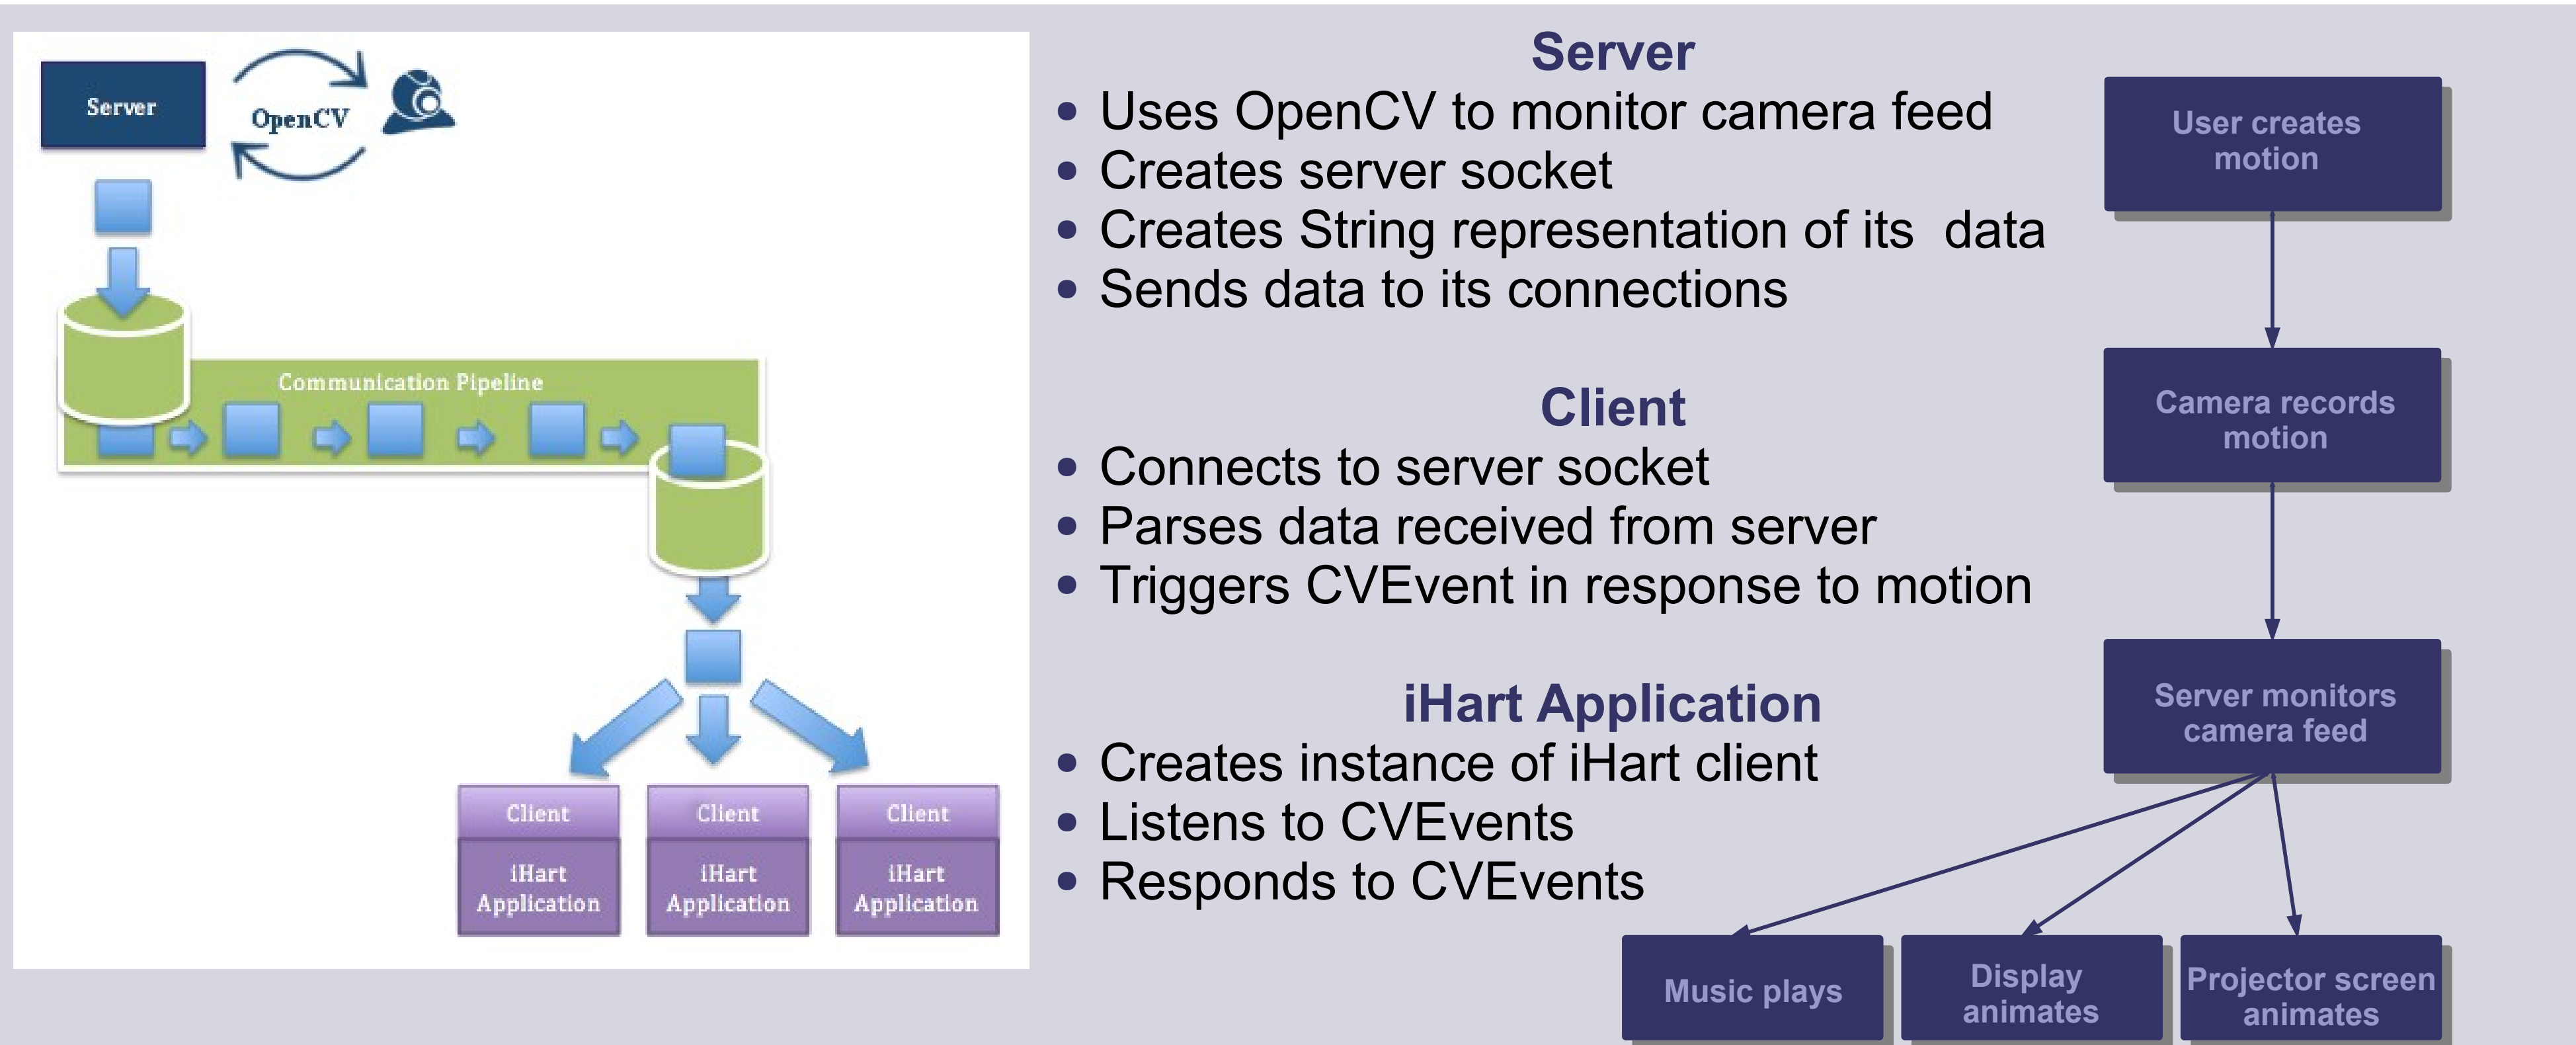 Server
OpenCV
Communication Pipeline
Client
Client
Client
iHart
Application
iHart
Application
iHart
Application
Server
• Uses OpenCV to monitor camera feed
• Creates server socket
• Creates String representation of its  data
• Sends data to its connections
Client
• Connects to server socket
• Parses data received from server
• Triggers CVEvent in response to motion
iHart Application
• Creates instance of iHart client
• Listens to CVEvents
• Responds to CVEvents
User creates
motion
Camera records
motion
Server monitors
camera feed
Music plays
Display
animates
Projector screen
animates